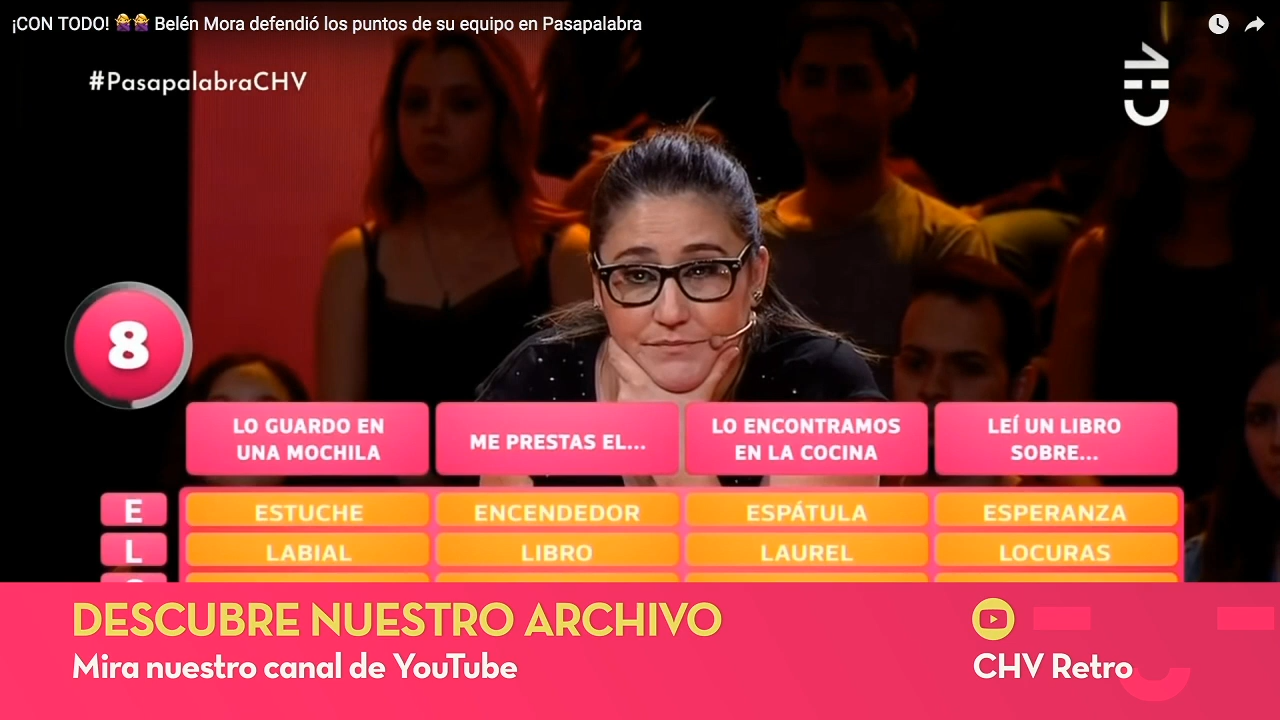 ¡CON TODO! 🤷‍♀️🤷‍♀️ Belén Mora defendió los puntos de su equipo en Pasapalabra
#PasapalabraCHV
CHV
8
LO GUARDO EN
UNA MOCHILA
ME PRESTAS EL...
LO ENCONTRAMOS
EN LA COCINA
LEÍ UN LIBRO
SOBRE...
E ESTUCHE ENCENDEDOR ESPÁTULA ESPERANZA
L LABIAL LIBRO LAUREL LOCURAS
DESCUBRE NUESTRO ARCHIVO
Mira nuestro canal de YouTube
CHV Retro